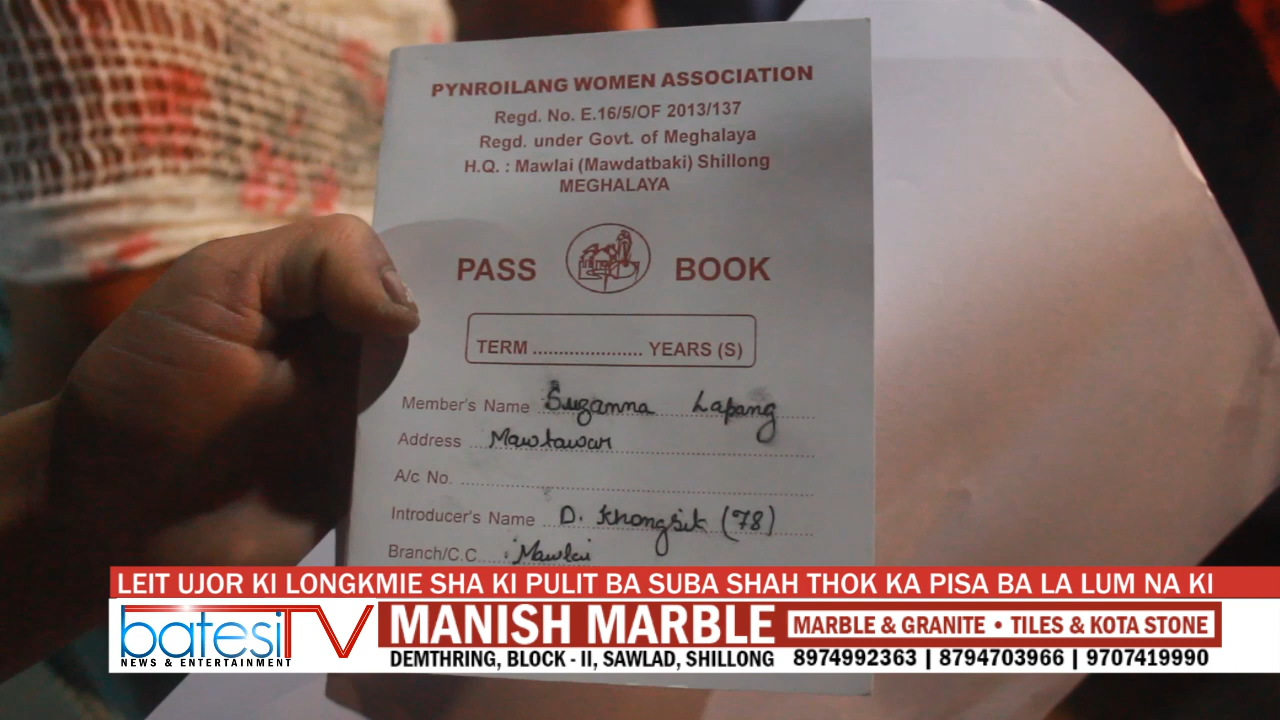 PYNROILANG WOMEN ASSOCIATION
Regd. No. E.16/5/OF 2013/137
Regd. under Govt. of Meghalaya
H.Q. : Mawlai (Mawdatbaki) Shillong
MEGHALAYA
PASS BOOK
TERM ...................... YEARS (S)
Member's Name Suzanna Lapang
Address Mawtawar
A/c No.
Introducer's Name D. Khongsit (78)
Branch/C.C. Mawlai
LEIT UJOR KI LONGKMIE SHA KI PULIT BA SUBA SHAH THOK KA PISA BA LA LUM NA KI
batesi TV
NEWS & ENTERTAINMENT
MANISH MARBLE
MARBLE & GRANITE • TILES & KOTA STONE
DEMTHRING, BLOCK - II, SAWLAD, SHILLONG
8974992363 | 8794703966 | 9707419990